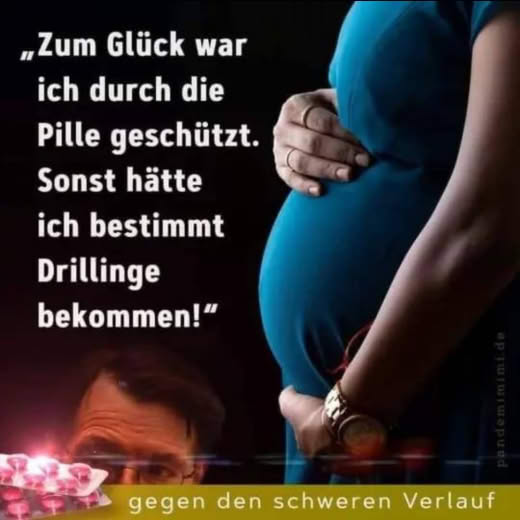 „Zum Glück war
ich durch die
Pille geschützt.
Sonst hätte
ich bestimmt
Drillinge
bekommen!“
pandemimimi.de
gegen den schweren Verlauf